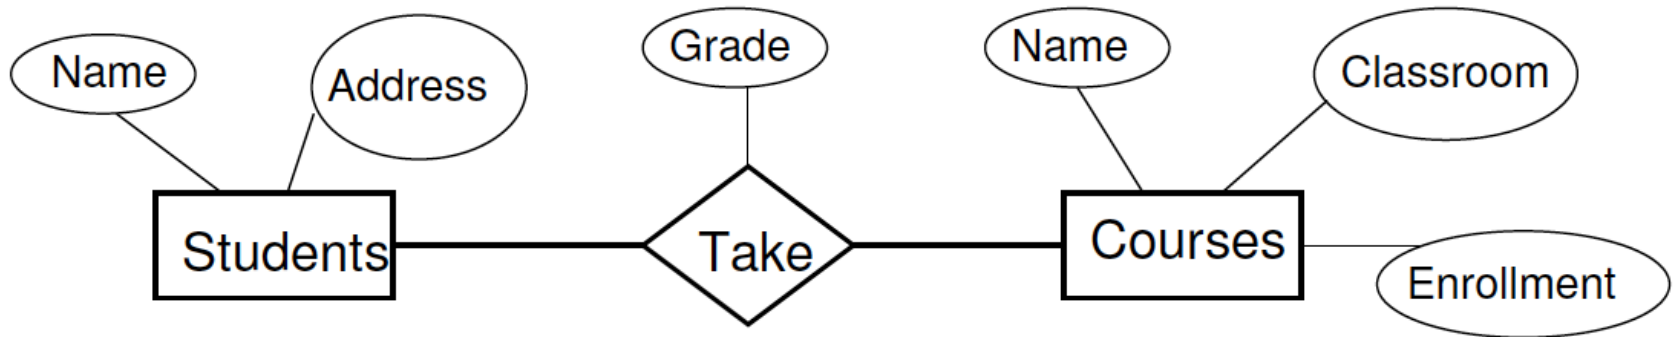 Name
Address
Grade
Name
Classroom
Students
Take
Courses
Enrollment